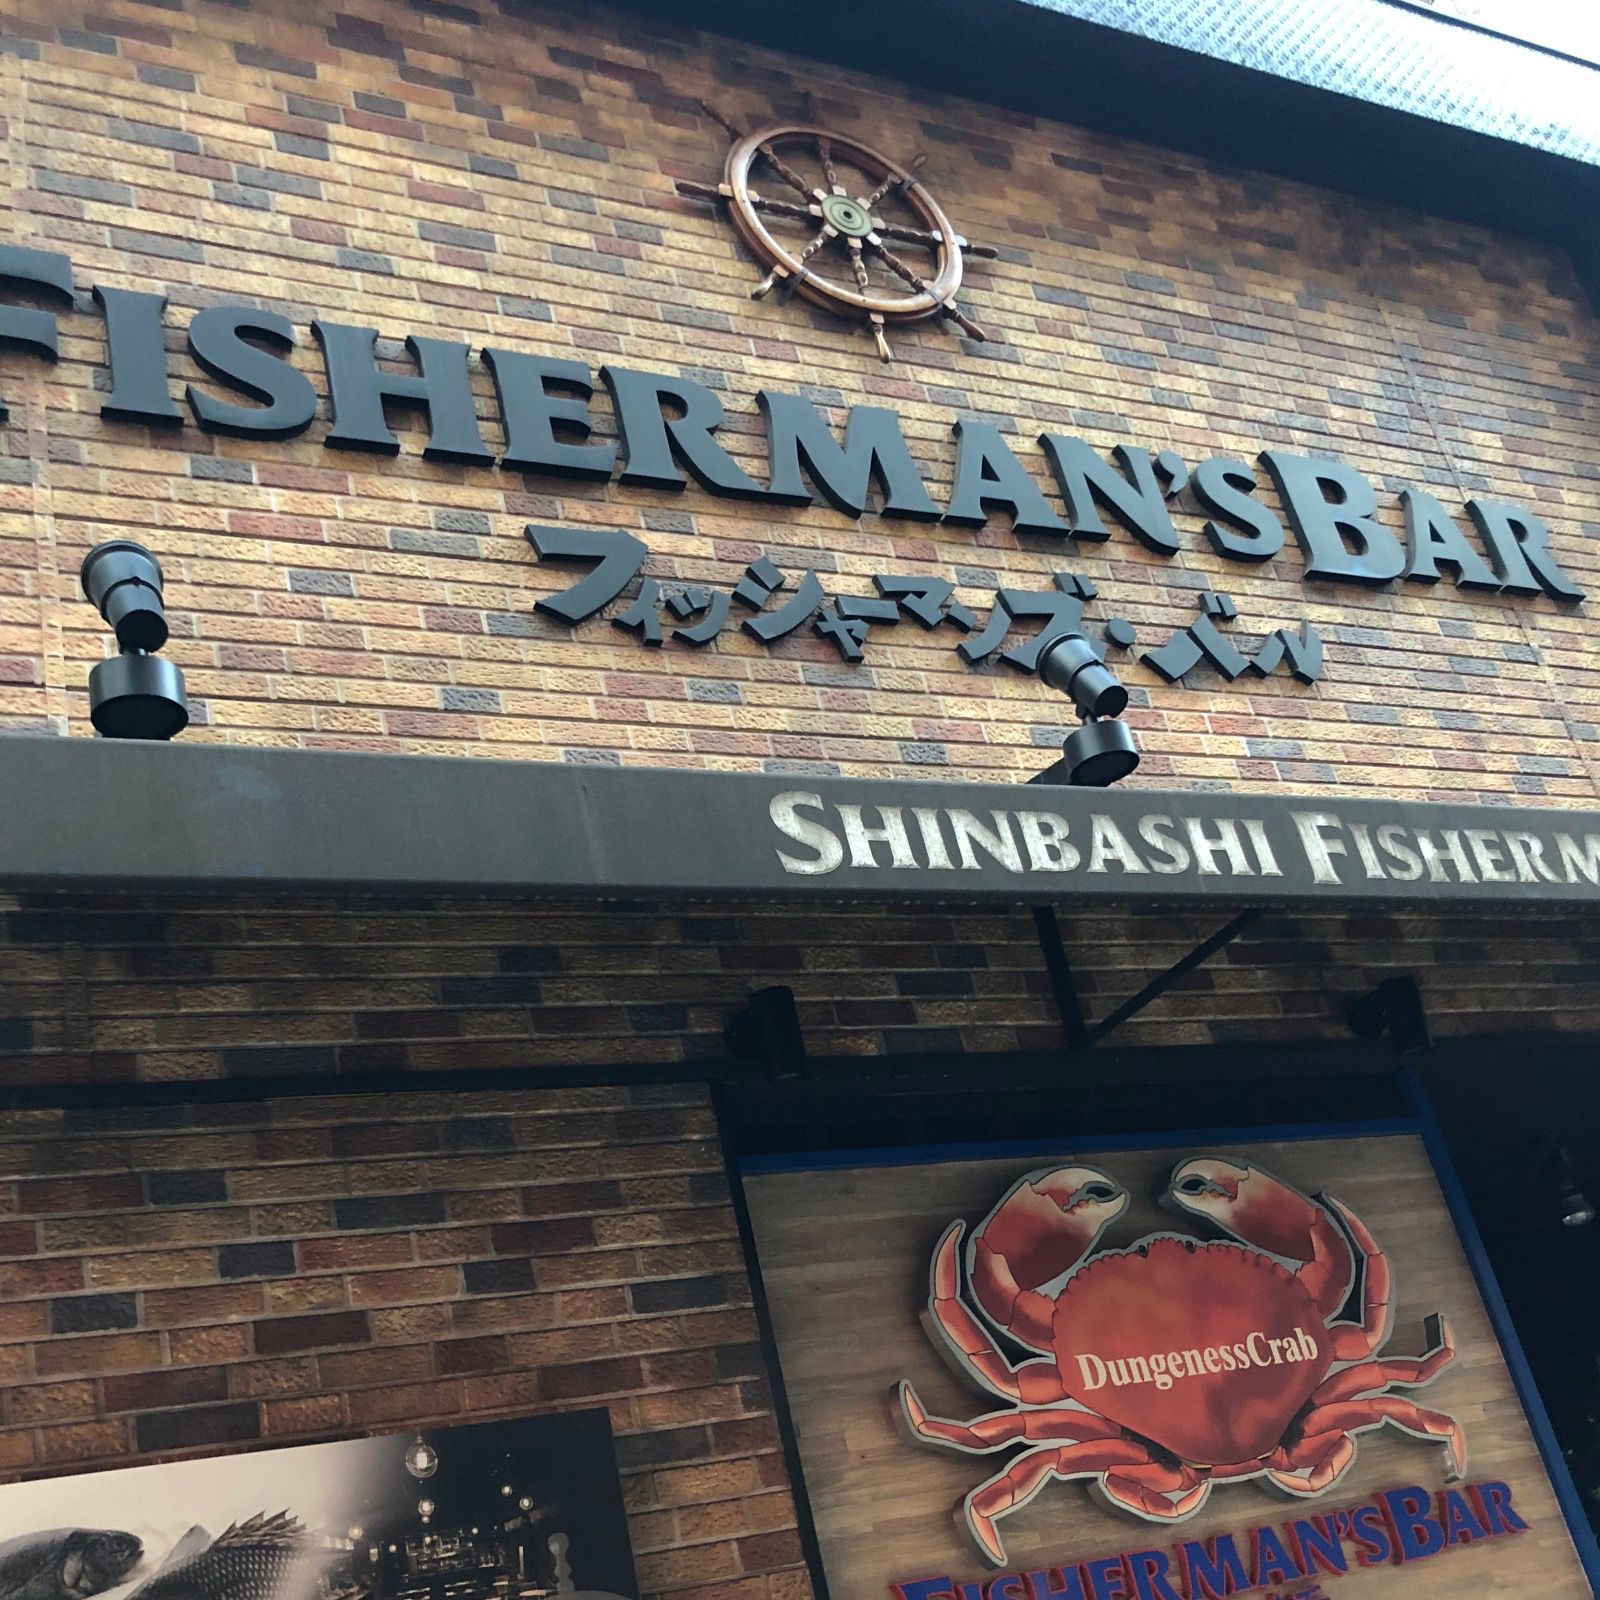 FISHERMAN'S BAR
フィッシャーマンズ・バル
SHINBASHI FISHERM
DungenessCrab
FISHERMAN'S BAR